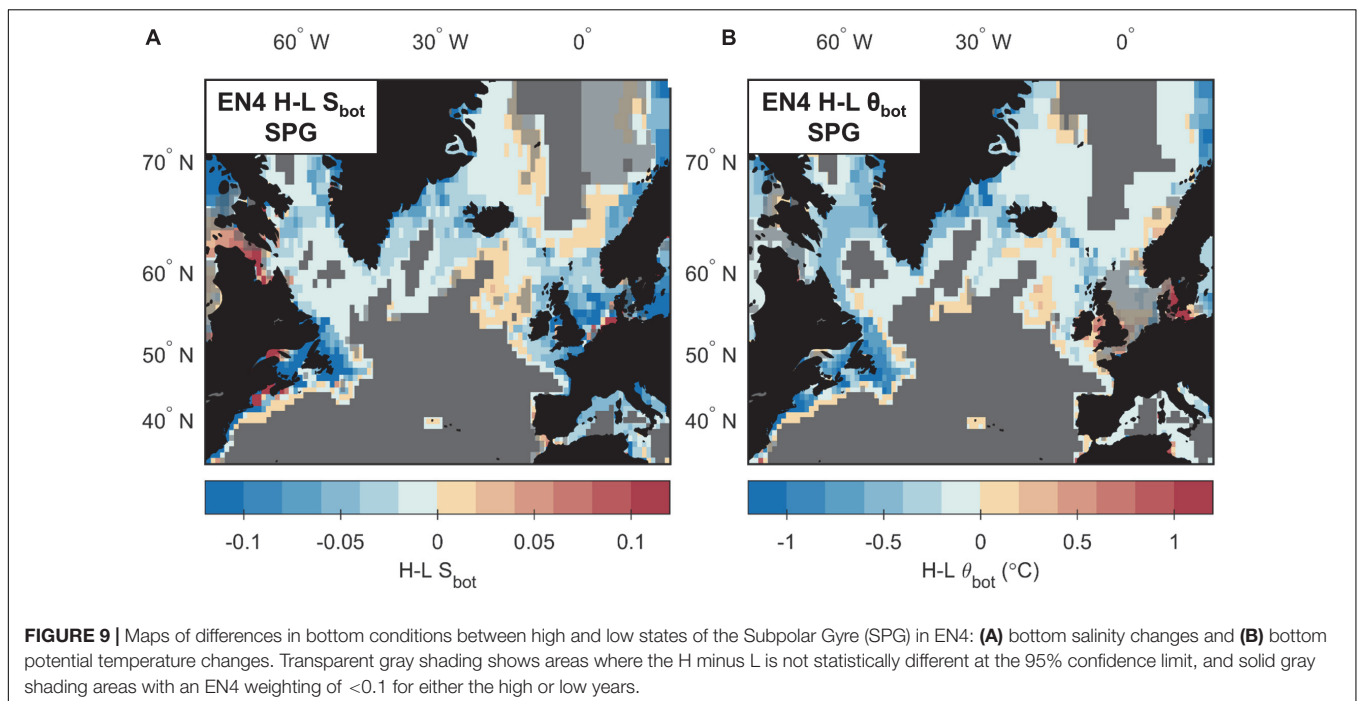 A 60° W 30° W 0°
B 60° W 30° W 0°
EN4 H-L S_bot
SPG
EN4 H-L θ_bot
SPG
70° N
60° N
50° N
40° N
70° N
60° N
50° N
40° N
-0.1 -0.05 0 0.05 0.1
H-L S_bot
-1 -0.5 0 0.5 1
H-L θ_bot (°C)
FIGURE 9 | Maps of differences in bottom conditions between high and low states of the Subpolar Gyre (SPG) in EN4: (A) bottom salinity changes and (B) bottom
potential temperature changes. Transparent gray shading shows areas where the H minus L is not statistically different at the 95% confidence limit, and solid gray
shading areas with an EN4 weighting of <0.1 for either the high or low years.